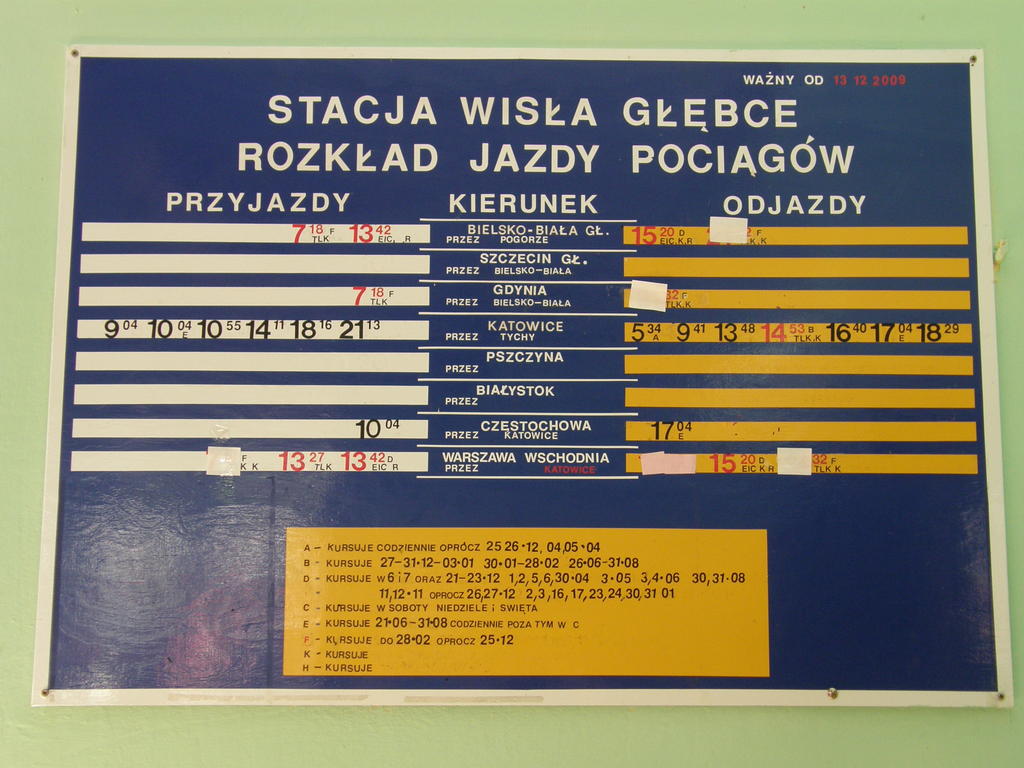 WAŻNY OD 13 12 2009
STACJA WISŁA GŁĘBCE
ROZKŁAD JAZDY POCIĄGÓW
PRZYJAZDY KIERUNEK ODJAZDY
7 18 F TLK 13 42 EIC R BIELSKO-BIAŁA GŁ. 15 20 D EIC.K.R F K.K
PRZEZ POGORZE
SZCZECIN GŁ.
PRZEZ BIELSKO-BIAŁA
7 18 F TLK GDYNIA 32 F TLK.K
PRZEZ BIELSKO-BIAŁA
9 04 10 04 E 10 55 14 11 18 16 21 13 KATOWICE 5 34 A 9 41 13 48 14 53 B TLK.K 16 40 17 04 E 18 29
PRZEZ TYCHY
PSZCZYNA
PRZEZ
BIAŁYSTOK
PRZEZ
10 04 CZĘSTOCHOWA 17 04 E
PRZEZ KATOWICE
F K K 13 27 TLK 13 42 D EIC R WARSZAWA WSCHODNIA 15 20 D EIC K R 32 F TLK K
PRZEZ KATOWICE
A - KURSUJE CODZIENNIE OPRÓCZ 25 26•12, 04,05•04
B - KURSUJE 27-31•12-03•01 30•01-28•02 26•06-31•08
D - KURSUJE W 6 i 7 ORAZ 21-23•12 1,2,5,6,30•04 3•05 3,4•06 30,31•08
- 11,12•11 OPROCZ 26,27•12 2,3,16,17,23,24,30,31 01
C - KURSUJE W SOBOTY NIEDZIELE i SWIĘTA
E - KURSUJE 21•06-31•08 CODZIENNIE POZA TYM W C
F - KURSUJE DO 28•02 OPROCZ 25•12
K - KURSUJE
H - KURSUJE